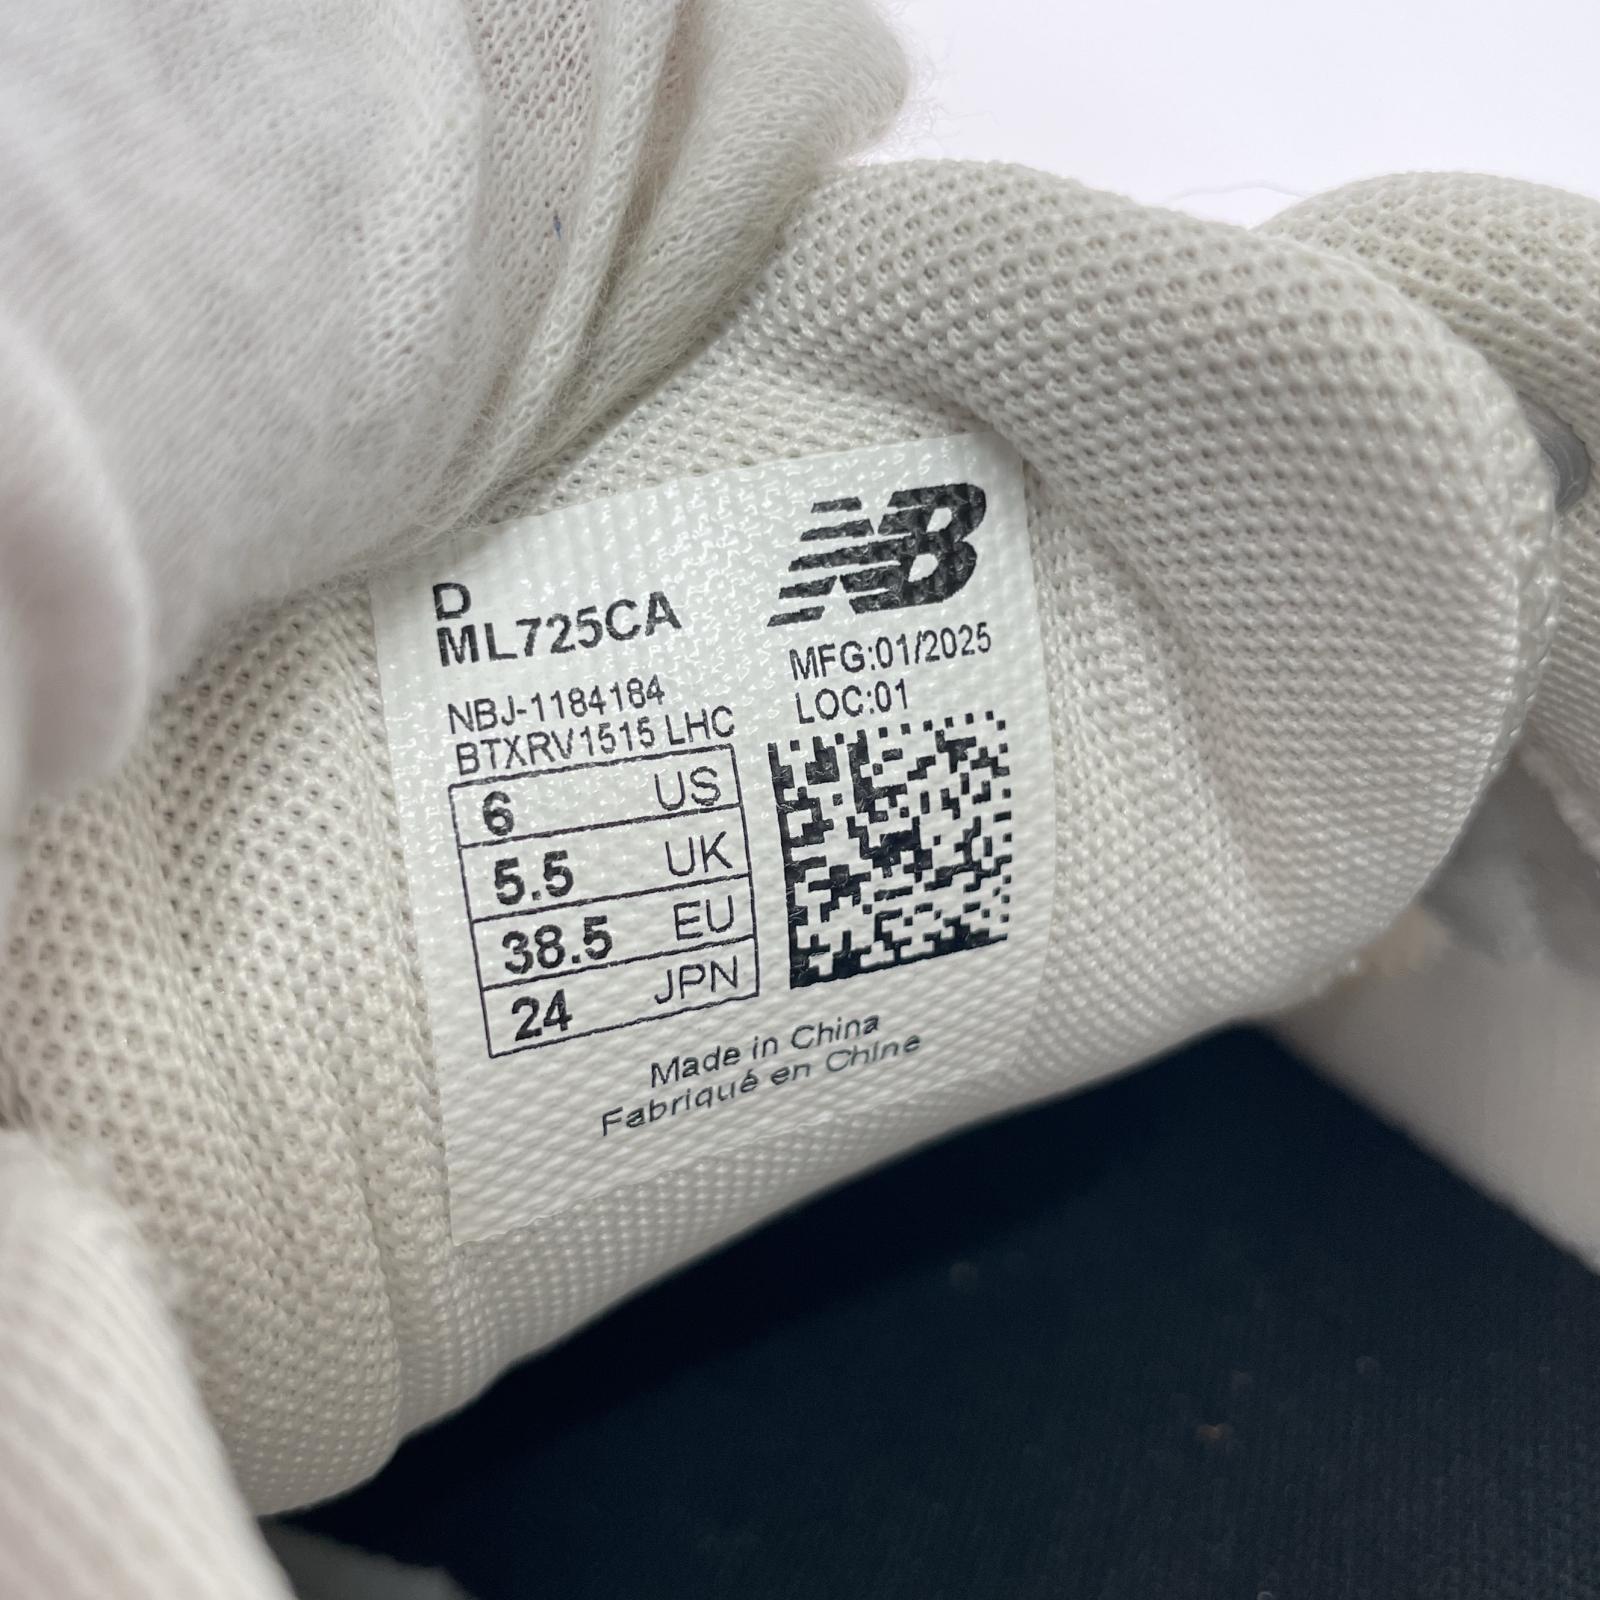 D
ML725CA
NBJ-1184184
BTXRV1515 LHC
6 US
5.5 UK
38.5 EU
24 JPN
NB
MFG:01/2025
LOC:01
Made in China
Fabriqué en Chine